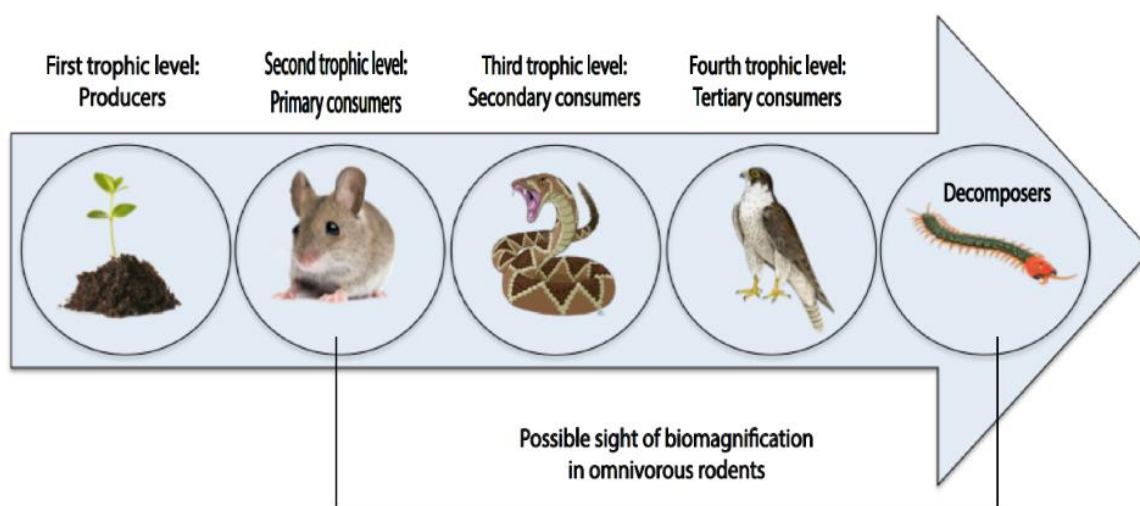 First trophic level:
Producers
Second trophic level:
Primary consumers
Third trophic level:
Secondary consumers
Fourth trophic level:
Tertiary consumers
Decomposers
Possible sight of biomagnification
in omnivorous rodents